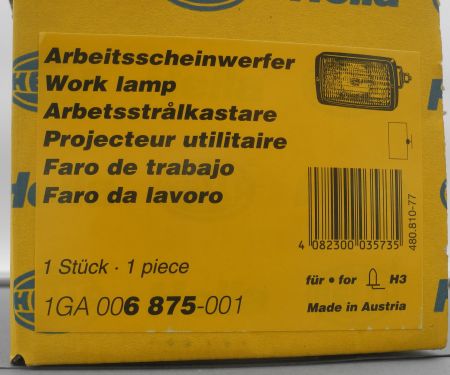 Hella
Arbeitsscheinwerfer
Work lamp
Arbetsstrålkastare
Projecteur utilitaire
Faro de trabajo
Faro da lavoro
4 082300 035735
480.810-77
1 Stück · 1 piece
für • for H3
1GA 006 875-001
Made in Austria